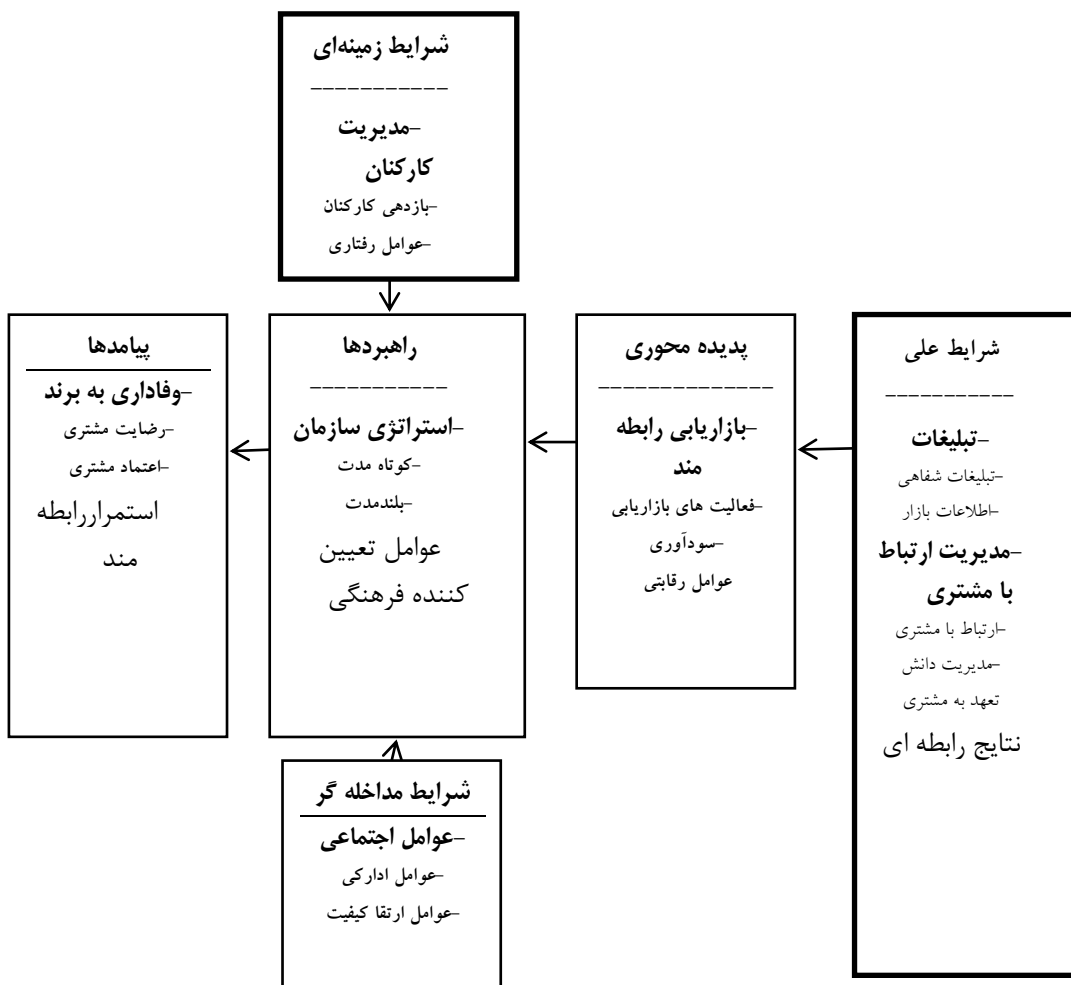 شرایط زمینه‌ای
-----------
-مدیریت
کارکنان
-بازدهی کارکنان
-عوامل رفتاری
شرایط علی
-----------
-تبلیغات
-تبلیغات شفاهی
-اطلاعات بازار
-مدیریت ارتباط
با مشتری
-ارتباط با مشتری
-مدیریت دانش
تعهد به مشتری
نتایج رابطه ای
پدیده محوری
--------------
-بازاریابی رابطه
مند
-فعالیت های بازاریابی
-سودآوری
عوامل رقابتی
راهبردها
-----------
-استراتژی سازمان
-کوتاه مدت
-بلندمدت
عوامل تعیین
کننده فرهنگی
پیامدها
-وفاداری به برند
-رضایت مشتری
-اعتماد مشتری
استمراررابطه
مند
شرایط مداخله گر
-عوامل اجتماعی
-عوامل ادارکی
-عوامل ارتقا کیفیت